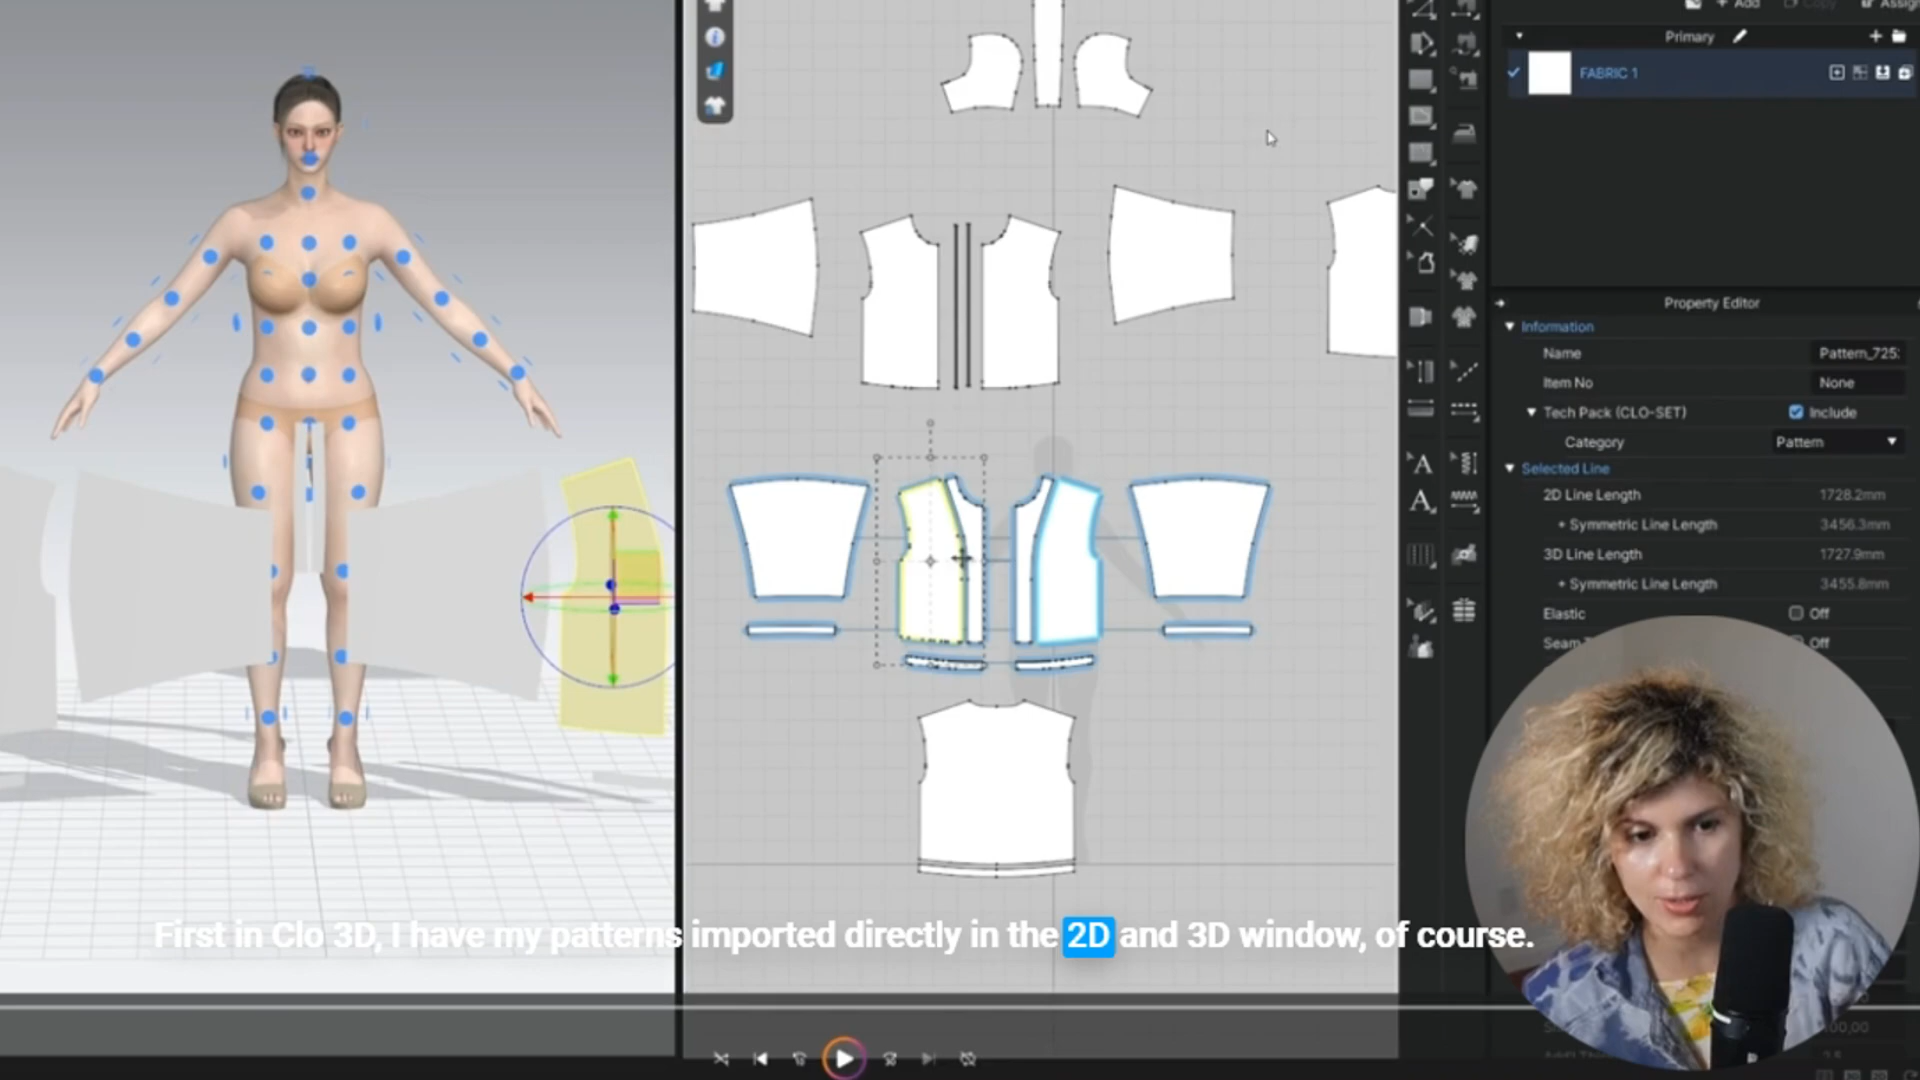 + Add
Copy
Primary
FABRIC 1
Property Editor
Information
Name
Pattern_725
Item No
None
Tech Pack (CLO-SET)
Include
Category
Pattern
Selected Line
2D Line Length
1728.2mm
+ Symmetric Line Length
3456.3mm
3D Line Length
1727.9mm
+ Symmetric Line Length
3455.8mm
Elastic
Off
Off
First in Clo 3D, I have my patterns imported directly in the 2D and 3D window, of course.